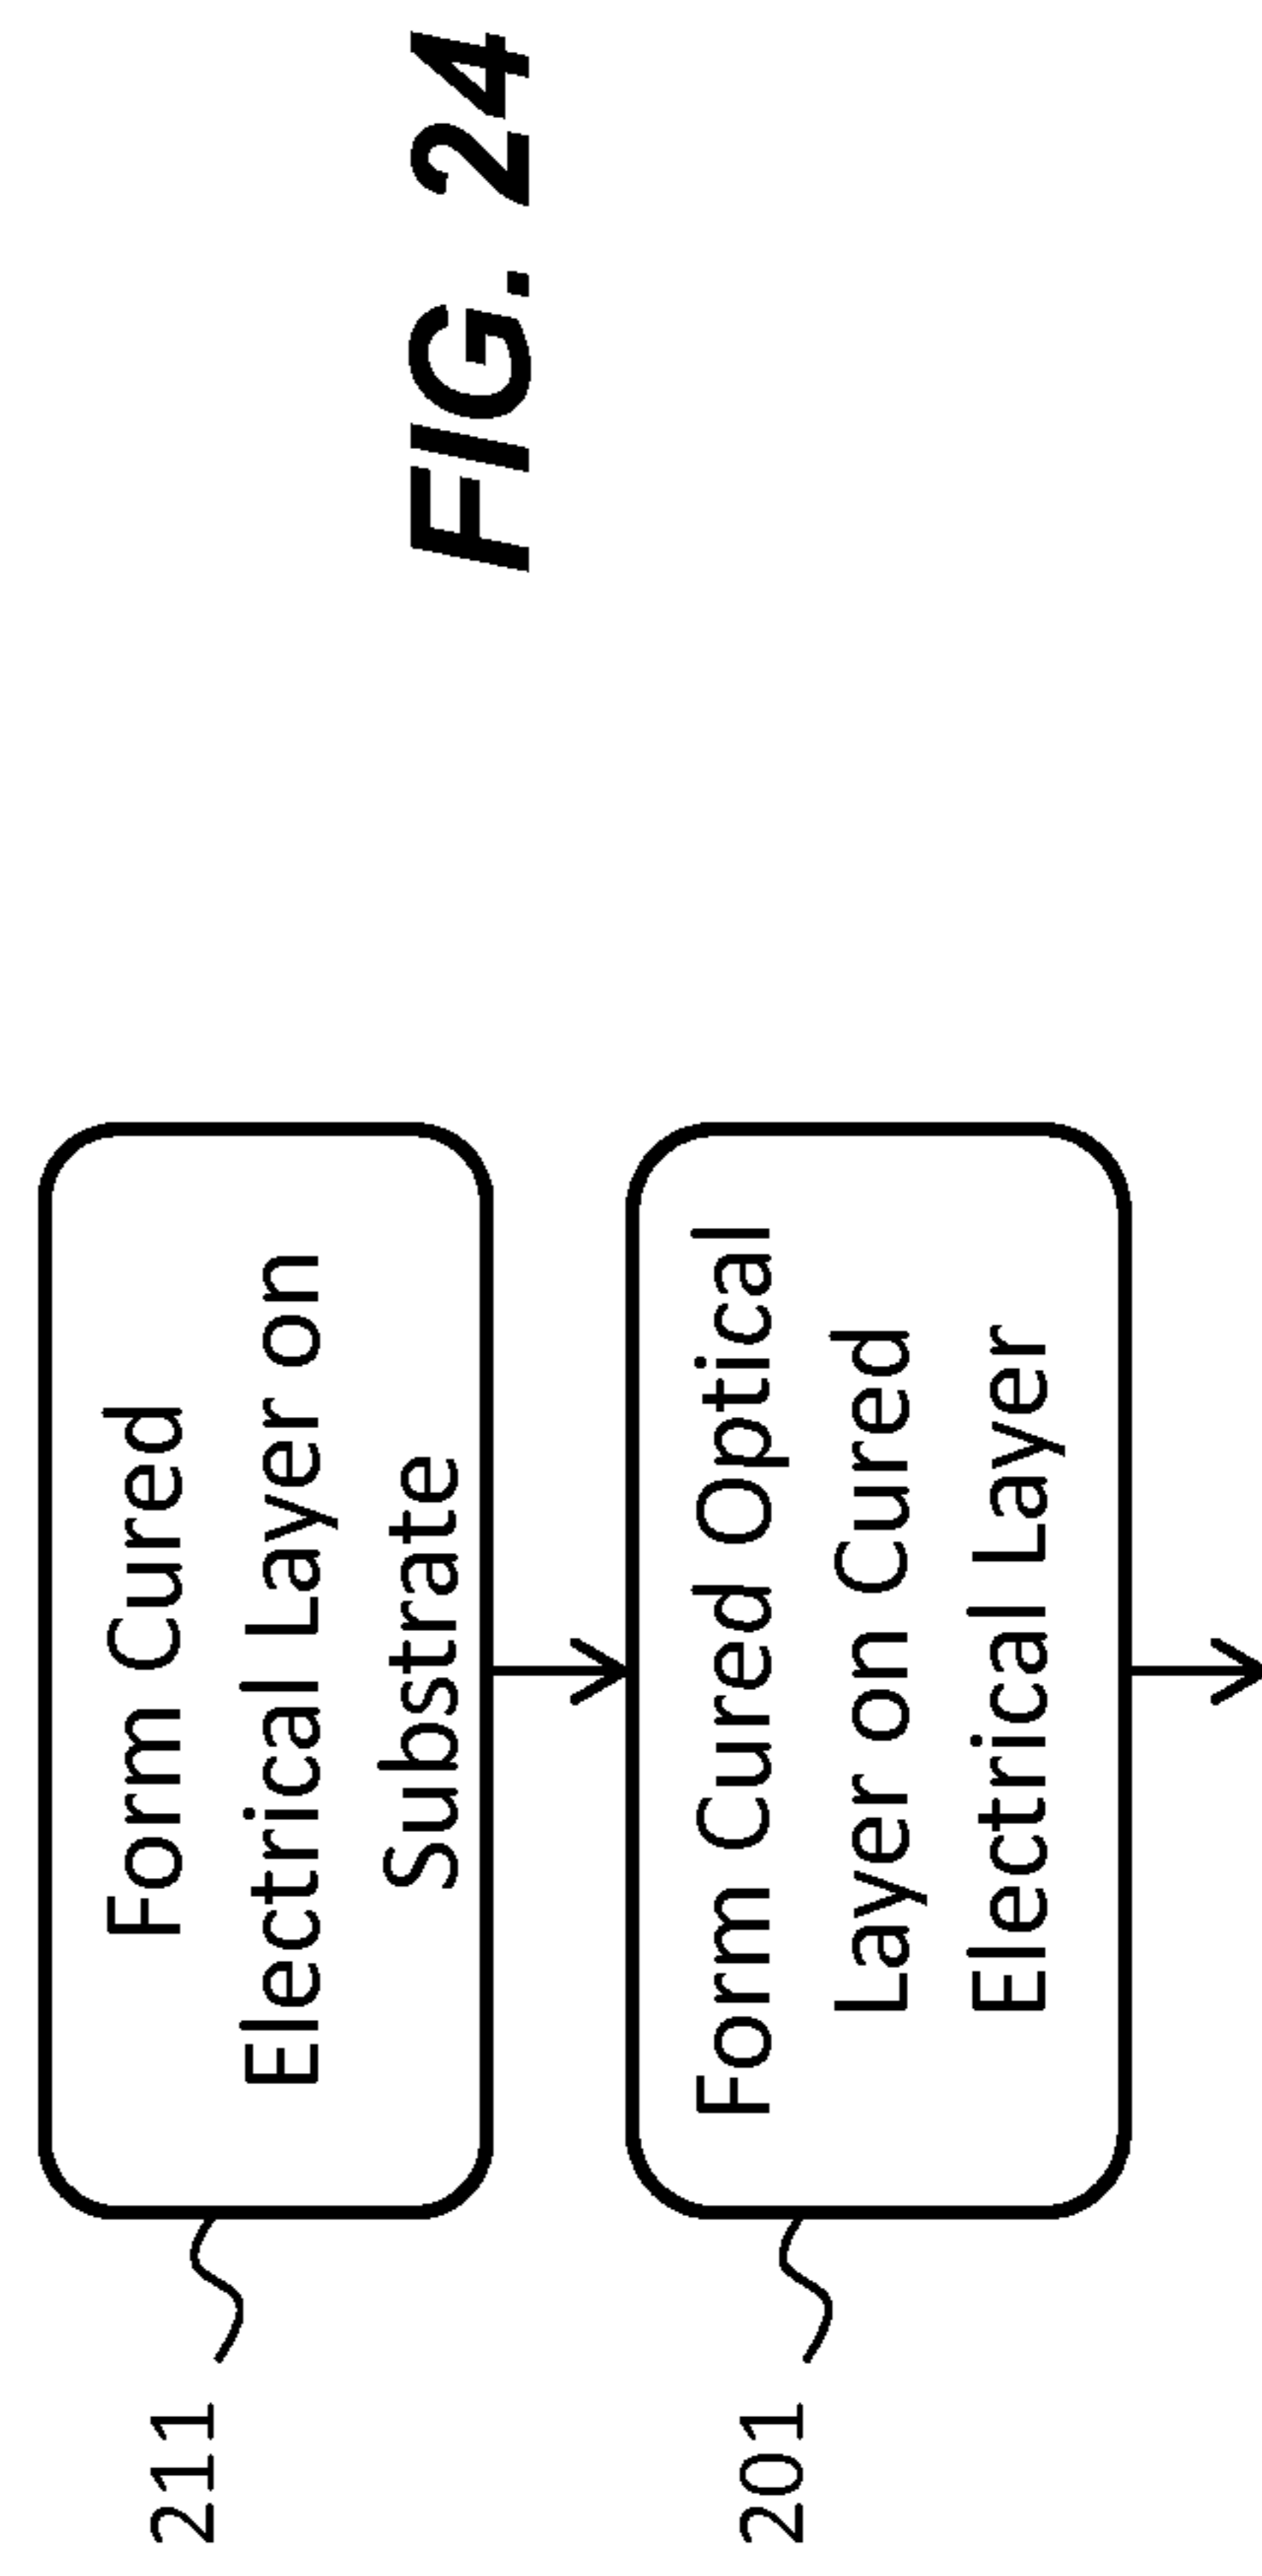 211
Form Cured
Electrical Layer on
Substrate
201
Form Cured Optical
Layer on Cured
Electrical Layer
FIG. 24